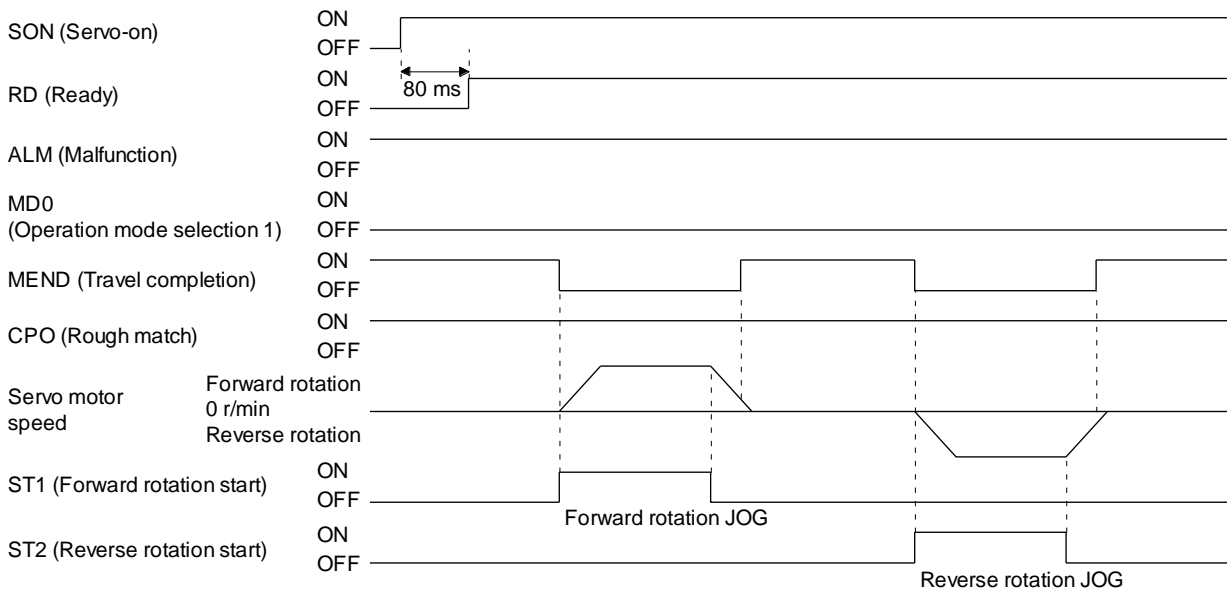 SON (Servo-on)
ON
OFF
80 ms
RD (Ready)
ON
OFF
ALM (Malfunction)
ON
OFF
MD0
(Operation mode selection 1)
ON
OFF
MEND (Travel completion)
ON
OFF
CPO (Rough match)
ON
OFF
Servo motor
speed
Forward rotation
0 r/min
Reverse rotation
ST1 (Forward rotation start)
ON
OFF
Forward rotation JOG
ST2 (Reverse rotation start)
ON
OFF
Reverse rotation JOG